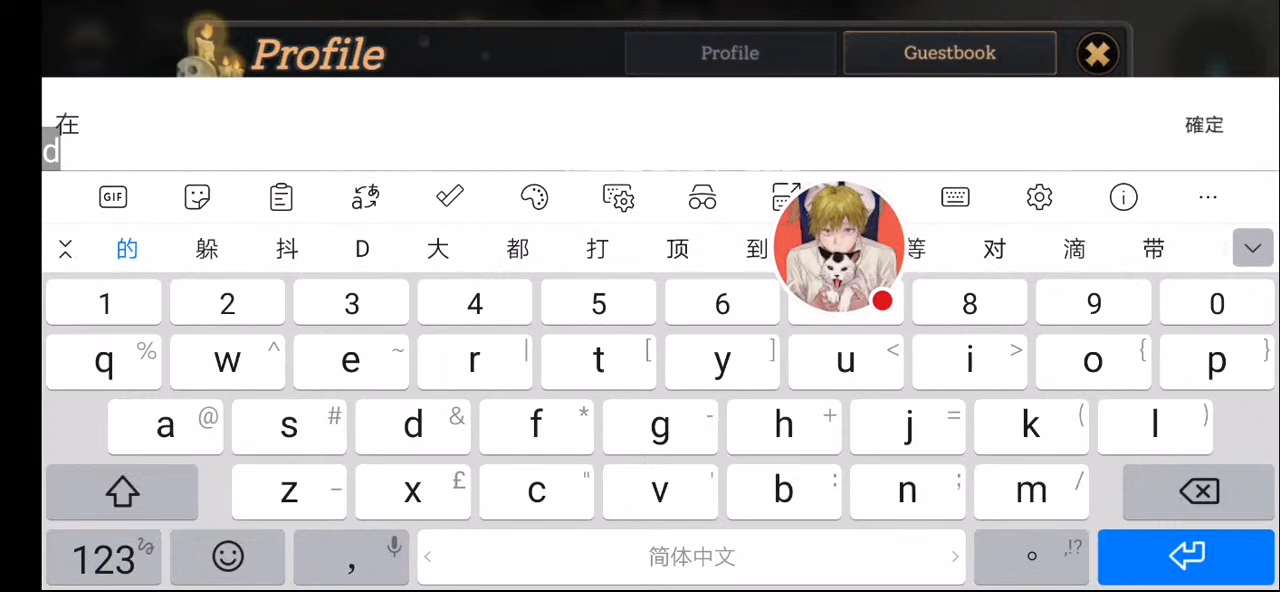 Profile Profile Guestbook
在 確定
d
GIF あ
的 躲 抖 D 大 都 打 顶 到 等 对 滴 带
1 2 3 4 5 6 8 9 0
q % w ^ e ~ r | t [ y ] u < i > o { p }
a @ s # d & f * g - h + j = k ( l )
z – x £ c " v ' b : n ; m /
123 , < 简体中文 > 。 ,!?